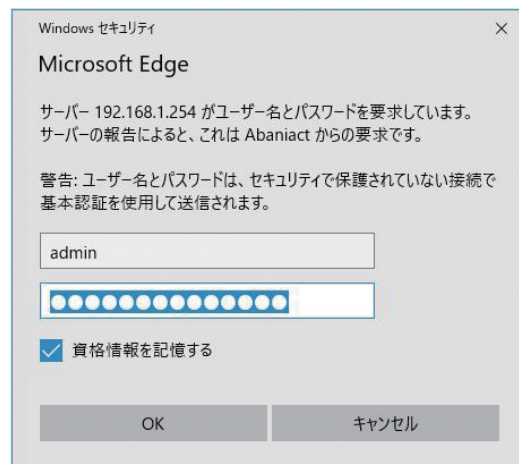 Windows セキュリティ
Microsoft Edge
サーバー 192.168.1.254 がユーザー名とパスワードを要求しています。
サーバーの報告によると、これは Abaniact からの要求です。
警告: ユーザー名とパスワードは、セキュリティで保護されていない接続で
基本認証を使用して送信されます。
admin
●●●●●●●●●●●●●●
資格情報を記憶する
OK
キャンセル